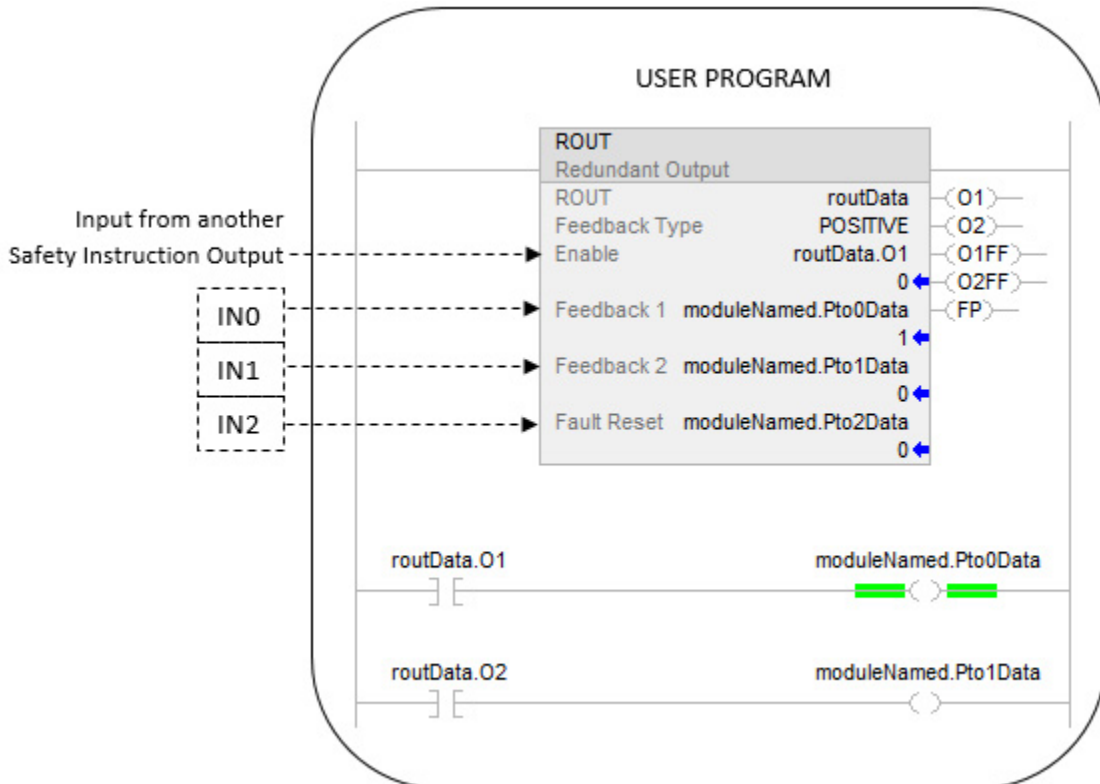 USER PROGRAM
ROUT
Redundant Output
ROUT routData (O1)
Feedback Type POSITIVE (O2)
Input from another
Safety Instruction Output Enable routData.O1 (O1FF)
0 (O2FF)
IN0 Feedback 1 moduleNamed.Pto0Data (FP)
1
IN1 Feedback 2 moduleNamed.Pto1Data
0
IN2 Fault Reset moduleNamed.Pto2Data
0
routData.O1 moduleNamed.Pto0Data
routData.O2 moduleNamed.Pto1Data